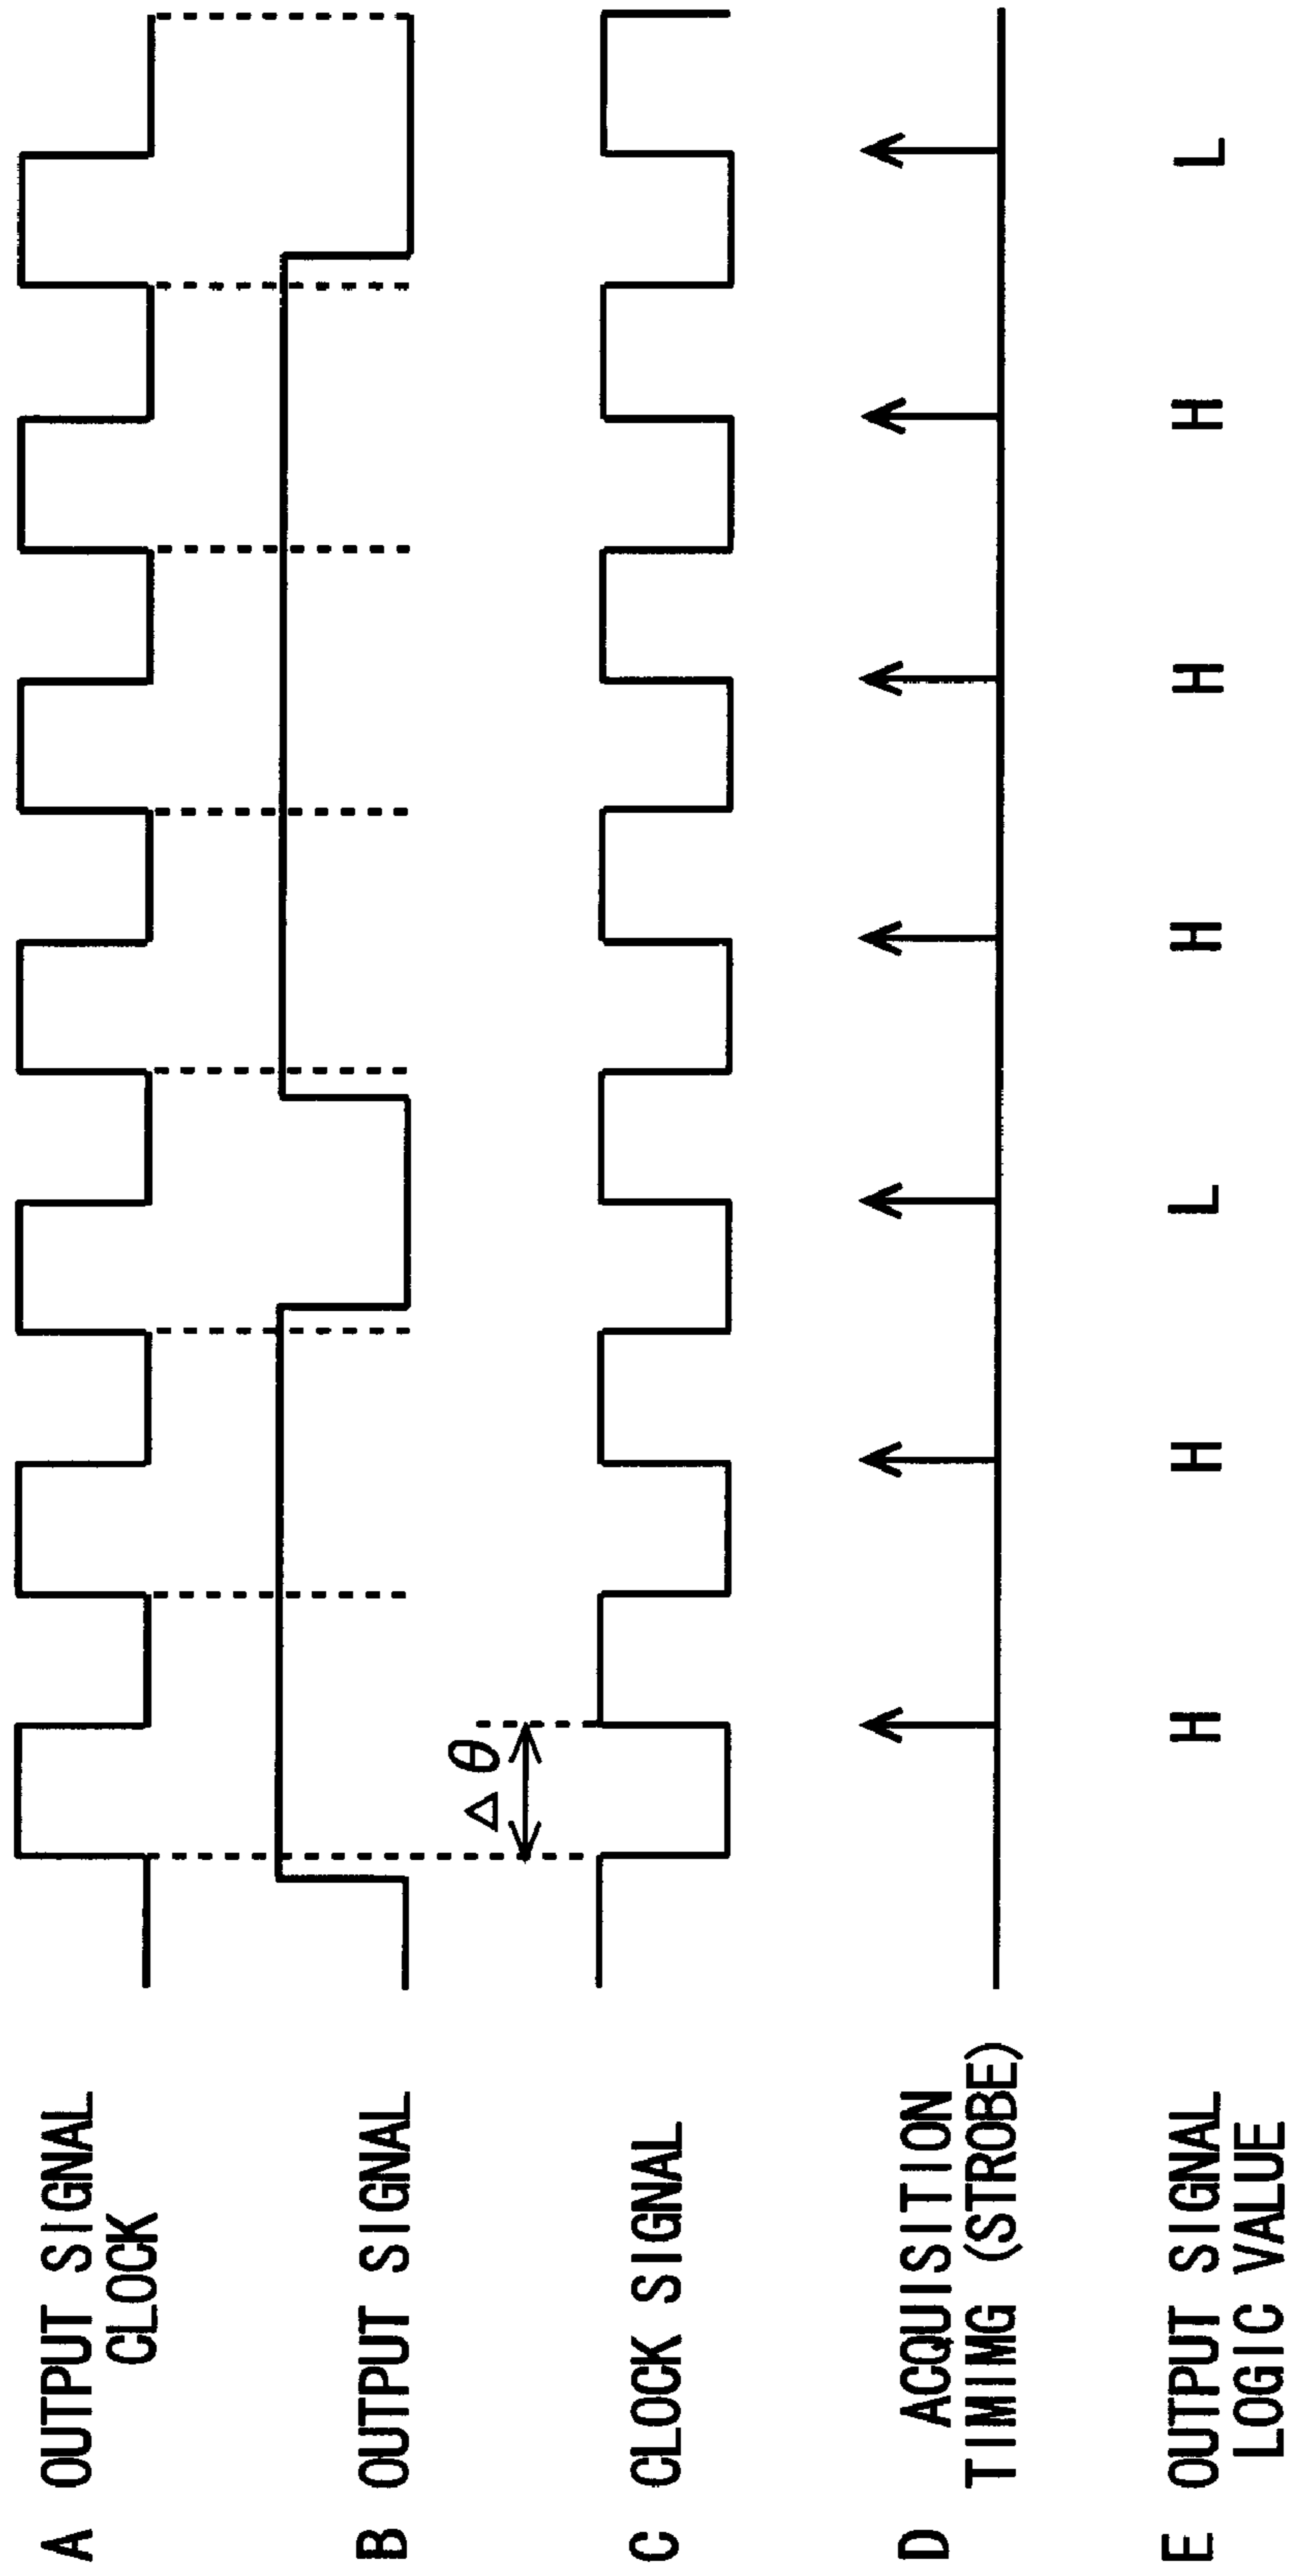 A OUTPUT SIGNAL
CLOCK
B OUTPUT SIGNAL
Δθ
C CLOCK SIGNAL
D ACQUISITION
TIMIMG (STROBE)
E OUTPUT SIGNAL
LOGIC VALUE
H H L H H H L